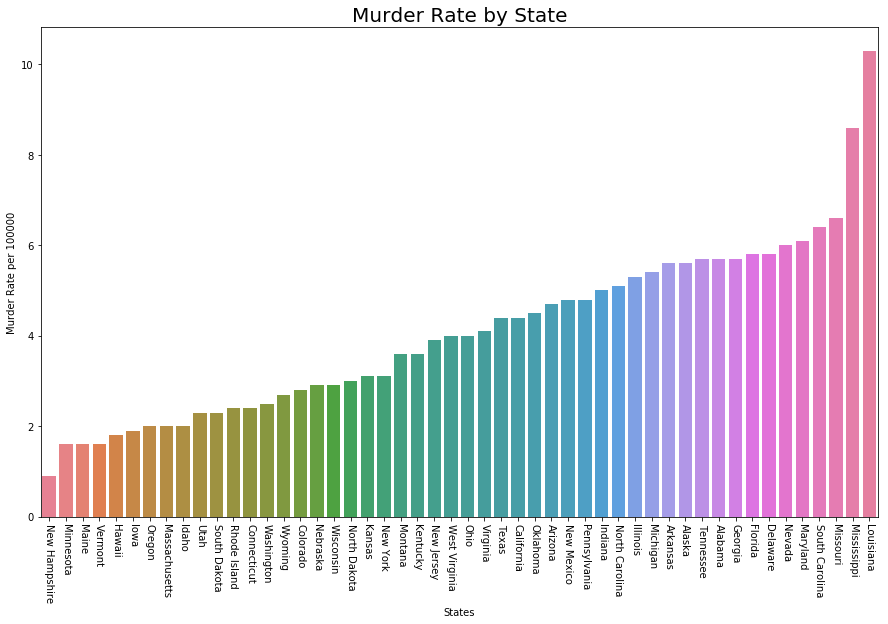 Murder Rate by State
Murder Rate per 100000
10
8
6
4
2
0
New Hampshire
Minnesota
Maine
Vermont
Hawaii
Iowa
Oregon
Massachusetts
Idaho
Utah
South Dakota
Rhode Island
Connecticut
Washington
Wyoming
Colorado
Nebraska
Wisconsin
North Dakota
Kansas
New York
Montana
Kentucky
New Jersey
West Virginia
Ohio
Virginia
Texas
California
Oklahoma
Arizona
New Mexico
Pennsylvania
Indiana
North Carolina
Illinois
Michigan
Arkansas
Alaska
Tennessee
Alabama
Georgia
Florida
Delaware
Nevada
Maryland
South Carolina
Missouri
Mississippi
Louisiana
States